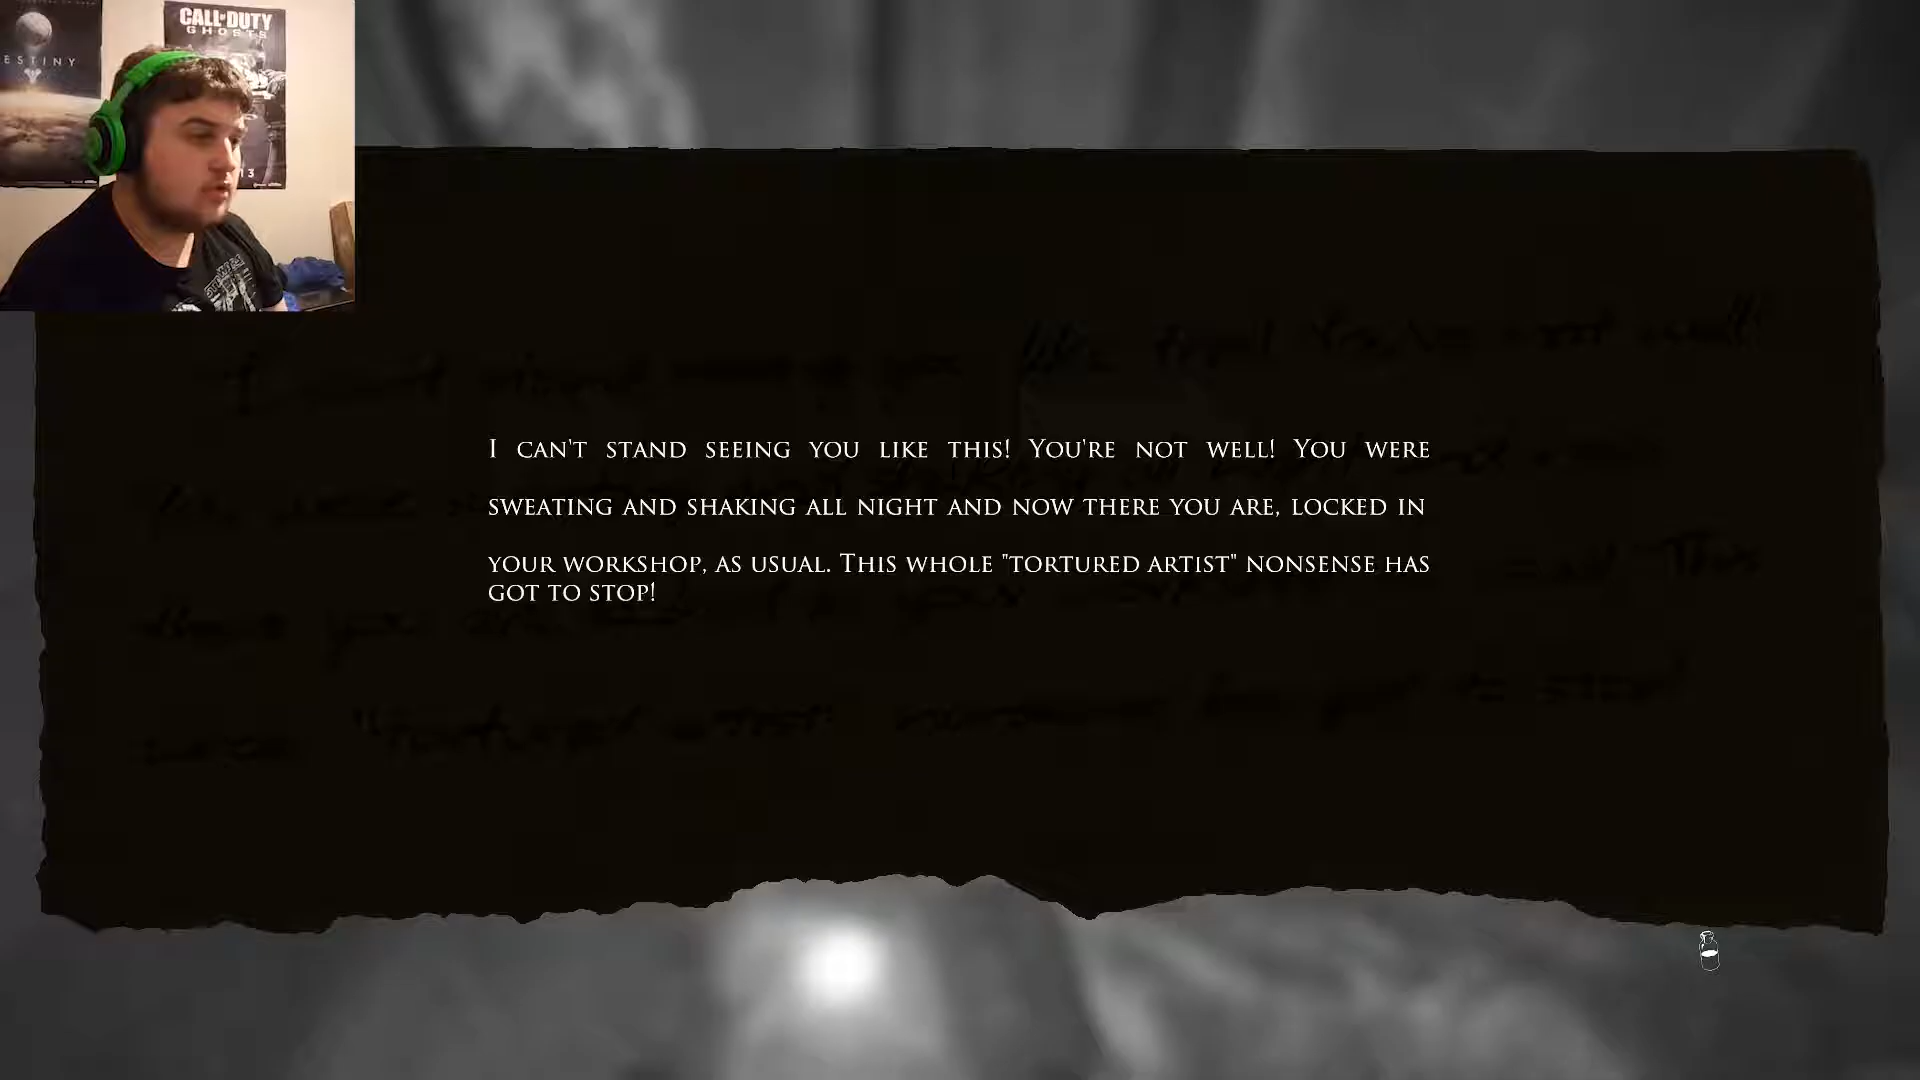 CALL OF DUTY
GHOSTS
ESTINY
13
I CAN'T STAND SEEING YOU LIKE THIS! YOU'RE NOT WELL! YOU WERE
SWEATING AND SHAKING ALL NIGHT AND NOW THERE YOU ARE, LOCKED IN
YOUR WORKSHOP, AS USUAL. THIS WHOLE "TORTURED ARTIST" NONSENSE HAS
GOT TO STOP!